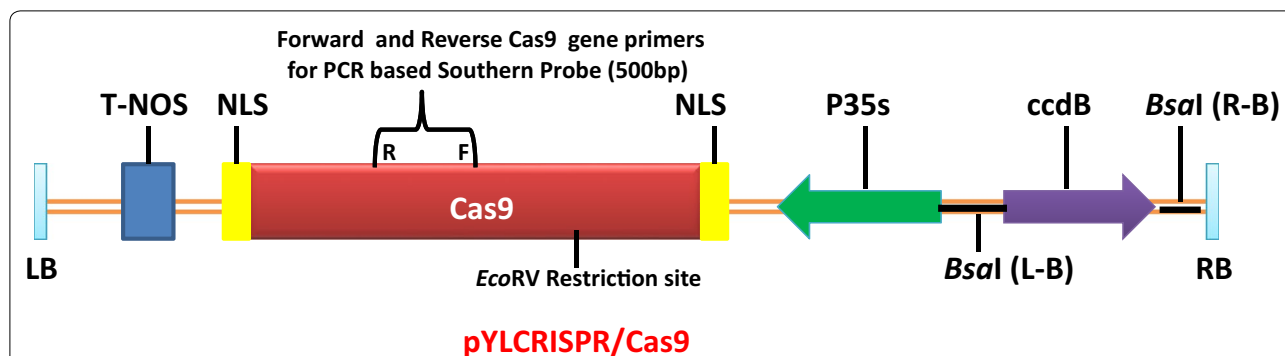 Forward and Reverse Cas9 gene primers
for PCR based Southern Probe (500bp)
T-NOS
NLS
NLS
P35s
ccdB
BsaI (R-B)
R
F
Cas9
LB
EcoRV Restriction site
BsaI (L-B)
RB
pYLCRISPR/Cas9